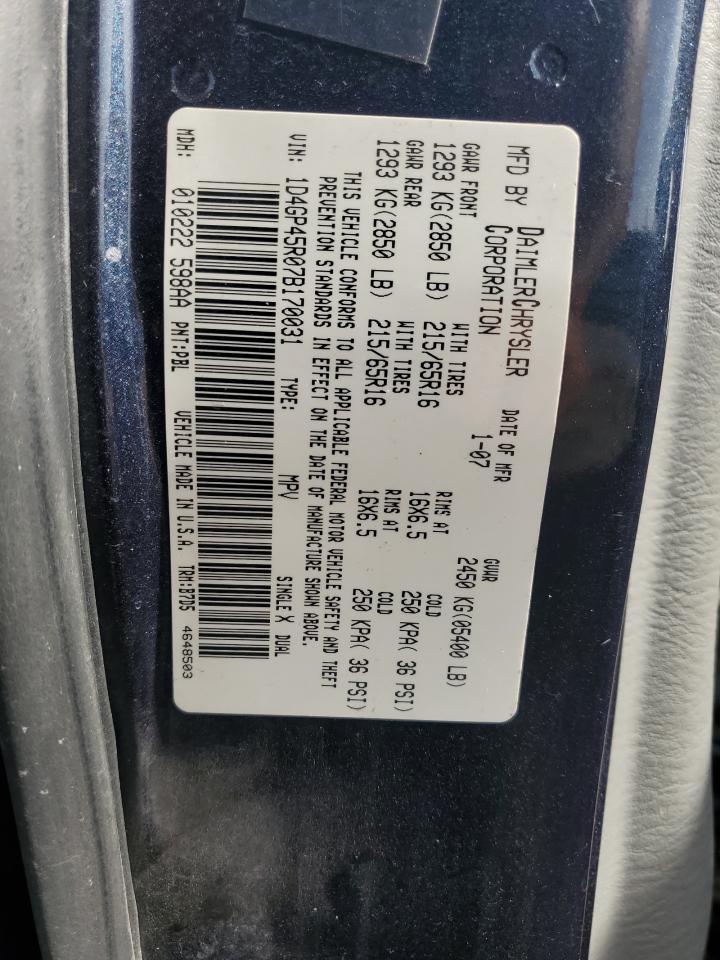 MFD BY DAIMLERCHRYSLER CORPORATION
DATE OF MFR 1-07
GVWR 2450 KG(05400 LB)
GAWR FRONT WITH TIRES RIMS AT COLD
1293 KG(2850 LB) 215/65R16 16X6.5 250 KPA( 36 PSI)
GAWR REAR WITH TIRES RIMS AT COLD
1293 KG(2850 LB) 215/65R16 16X6.5 250 KPA( 36 PSI)
THIS VEHICLE CONFORMS TO ALL APPLICABLE FEDERAL MOTOR VEHICLE SAFETY AND THEFT
PREVENTION STANDARDS IN EFFECT ON THE DATE OF MANUFACTURE SHOWN ABOVE.
VIN: 1D4GP45R07B170031 TYPE: MPV SINGLE X DUAL
MDH: 010222 598AA PNT:PBL VEHICLE MADE IN U.S.A. TRM:B7D5 4648503